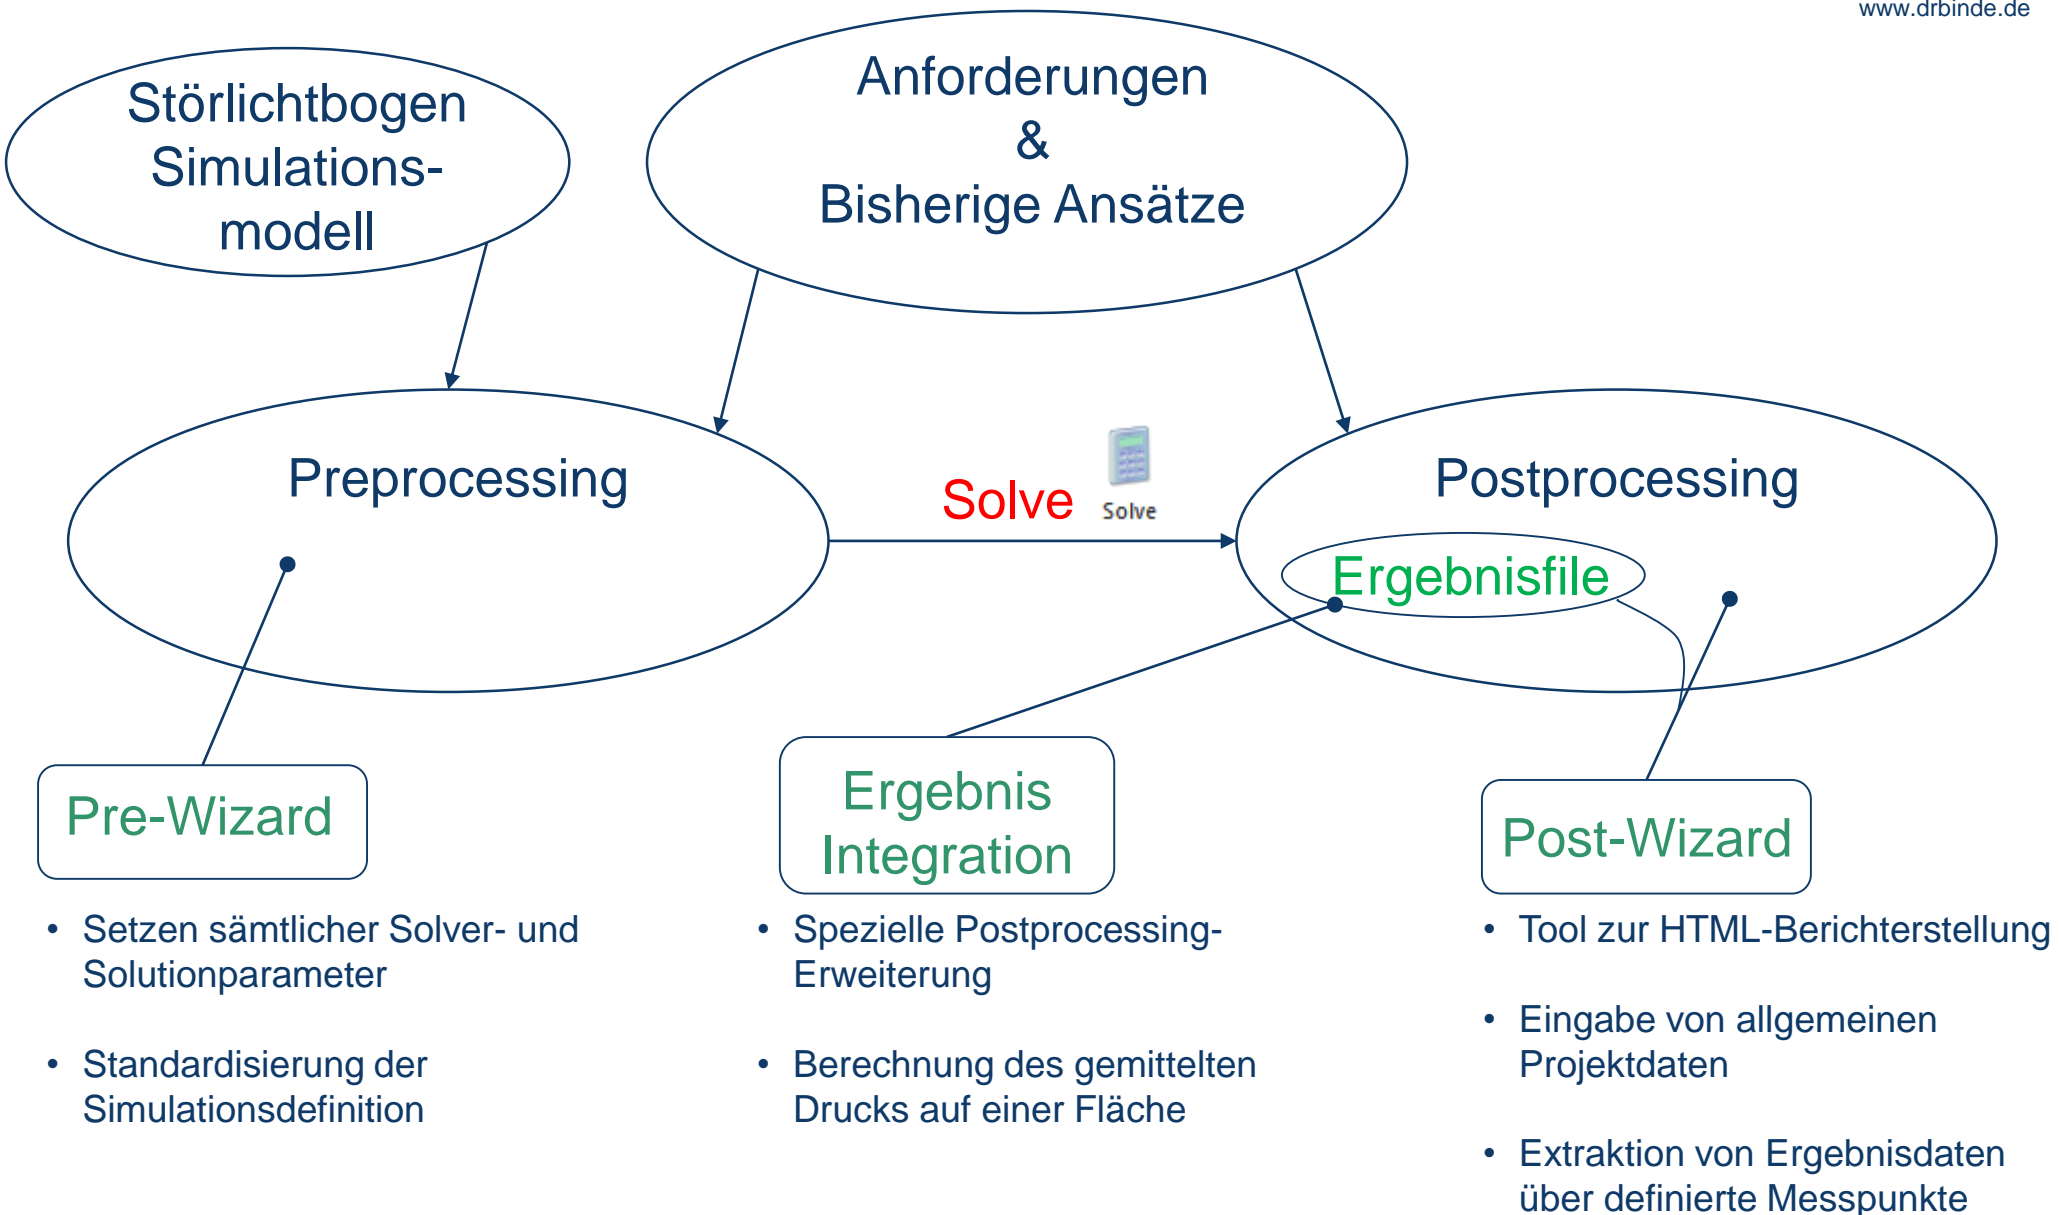 www.drbinde.de
Störlichtbogen
Simulations-
modell
Anforderungen
&
Bisherige Ansätze
Preprocessing
Solve
Solve
Postprocessing
Ergebnisfile
Pre-Wizard
• Setzen sämtlicher Solver- und
Solutionparameter
• Standardisierung der
Simulationsdefinition
Ergebnis
Integration
• Spezielle Postprocessing-
Erweiterung
• Berechnung des gemittelten
Drucks auf einer Fläche
Post-Wizard
• Tool zur HTML-Berichterstellung
• Eingabe von allgemeinen
Projektdaten
• Extraktion von Ergebnisdaten
über definierte Messpunkte